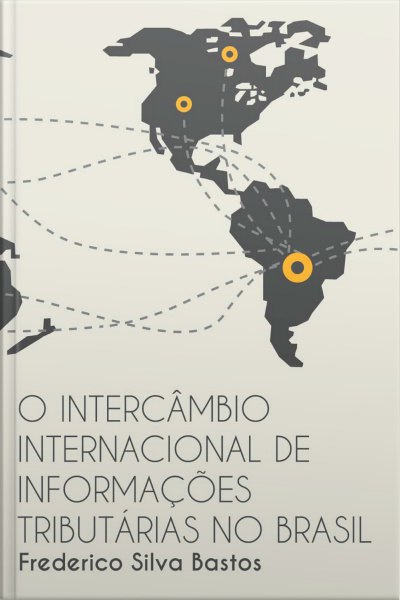 O INTERCÂMBIO
INTERNACIONAL DE
INFORMAÇÕES
TRIBUTÁRIAS NO BRASIL
Frederico Silva Bastos